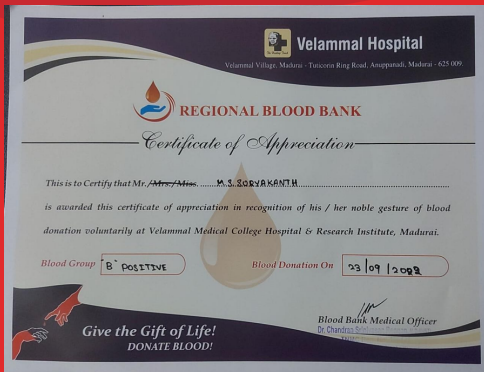 Velammal Hospital
Velammal Village, Madurai - Tuticorin Ring Road, Anuppanadi, Madurai - 625 009.
REGIONAL BLOOD BANK
Certificate of Appreciation
This is to Certify that Mr./Mrs./Miss. M.S.SURYAKANTH
is awarded this certificate of appreciation in recognition of his / her noble gesture of blood
donation voluntarily at Velammal Medical College Hospital & Research Institute, Madurai.
Blood Group "B" POSITIVE Blood Donation On 23/09/2022
Blood Bank Medical Officer
Dr. Chandran
Give the Gift of Life!
DONATE BLOOD!